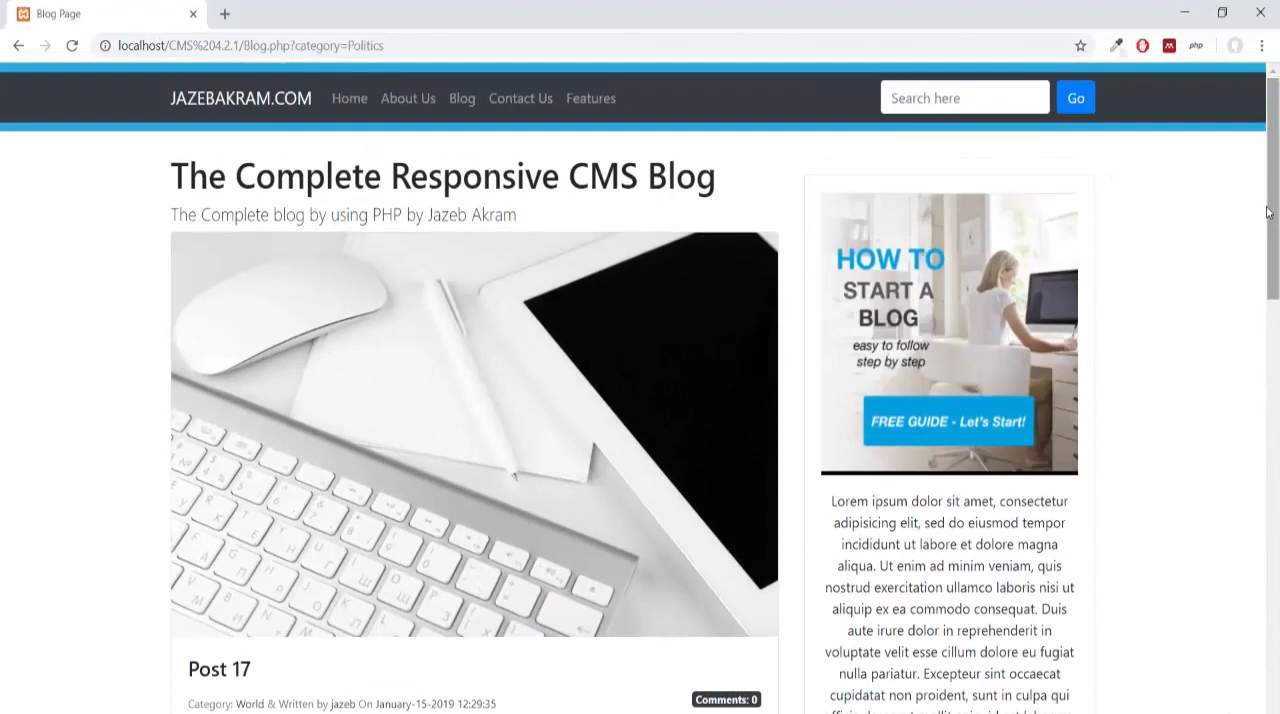 Blog Page
localhost/CMS%204.2.1/Blog.php?category=Politics
php
JAZEBAKRAM.COM Home About Us Blog Contact Us Features Search here Go
The Complete Responsive CMS Blog
The Complete blog by using PHP by Jazeb Akram
Post 17
Category: World & Written by jazeb On January-15-2019 12:29:35
Comments: 0
HOW TO
START A
BLOG
easy to follow
step by step
FREE GUIDE - Let's Start!
Lorem ipsum dolor sit amet, consectetur
adipisicing elit, sed do eiusmod tempor
incididunt ut labore et dolore magna
aliqua. Ut enim ad minim veniam, quis
nostrud exercitation ullamco laboris nisi ut
aliquip ex ea commodo consequat. Duis
aute irure dolor in reprehenderit in
voluptate velit esse cillum dolore eu fugiat
nulla pariatur. Excepteur sint occaecat
cupidatat non proident, sunt in culpa qui